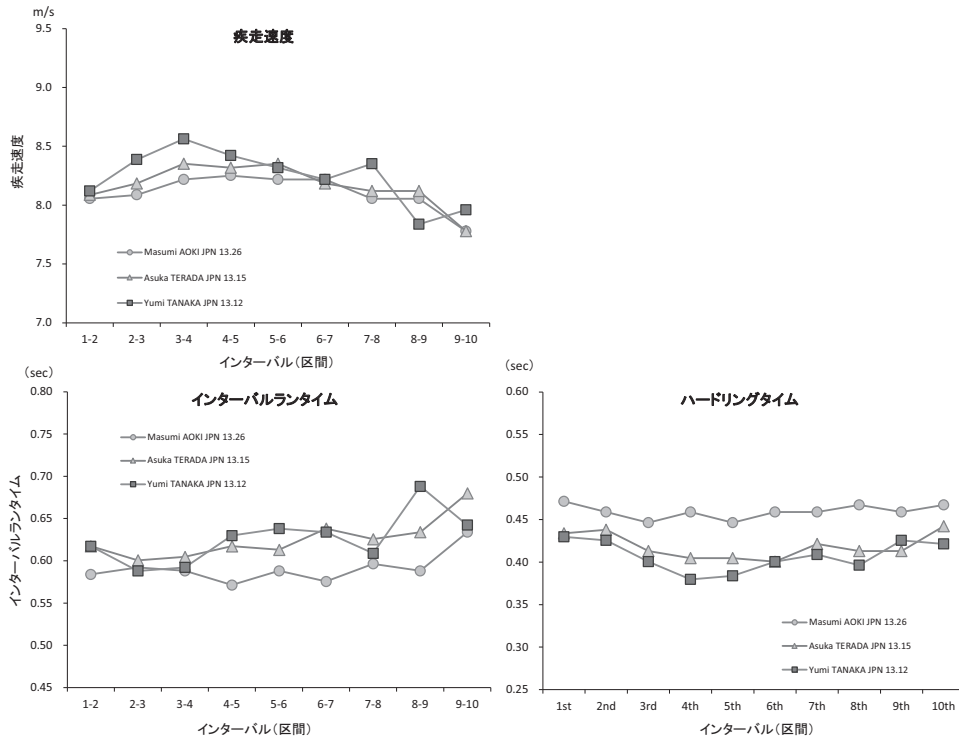 m/s
疾走速度
9.5
9.0
8.5
8.0
7.5
7.0
疾走速度
Masumi AOKI JPN 13.26
Asuka TERADA JPN 13.15
Yumi TANAKA JPN 13.12
1-2 2-3 3-4 4-5 5-6 6-7 7-8 8-9 9-10
インターバル（区間）
（sec）
インターバルランタイム
0.80
0.75
0.70
0.65
0.60
0.55
0.50
0.45
インターバルランタイム
Masumi AOKI JPN 13.26
Asuka TERADA JPN 13.15
Yumi TANAKA JPN 13.12
1-2 2-3 3-4 4-5 5-6 6-7 7-8 8-9 9-10
インターバル（区間）
（sec）
ハードリングタイム
0.60
0.55
0.50
0.45
0.40
0.35
0.30
0.25
Masumi AOKI JPN 13.26
Asuka TERADA JPN 13.15
Yumi TANAKA JPN 13.12
1st 2nd 3rd 4th 5th 6th 7th 8th 9th 10th
インターバル（区間）